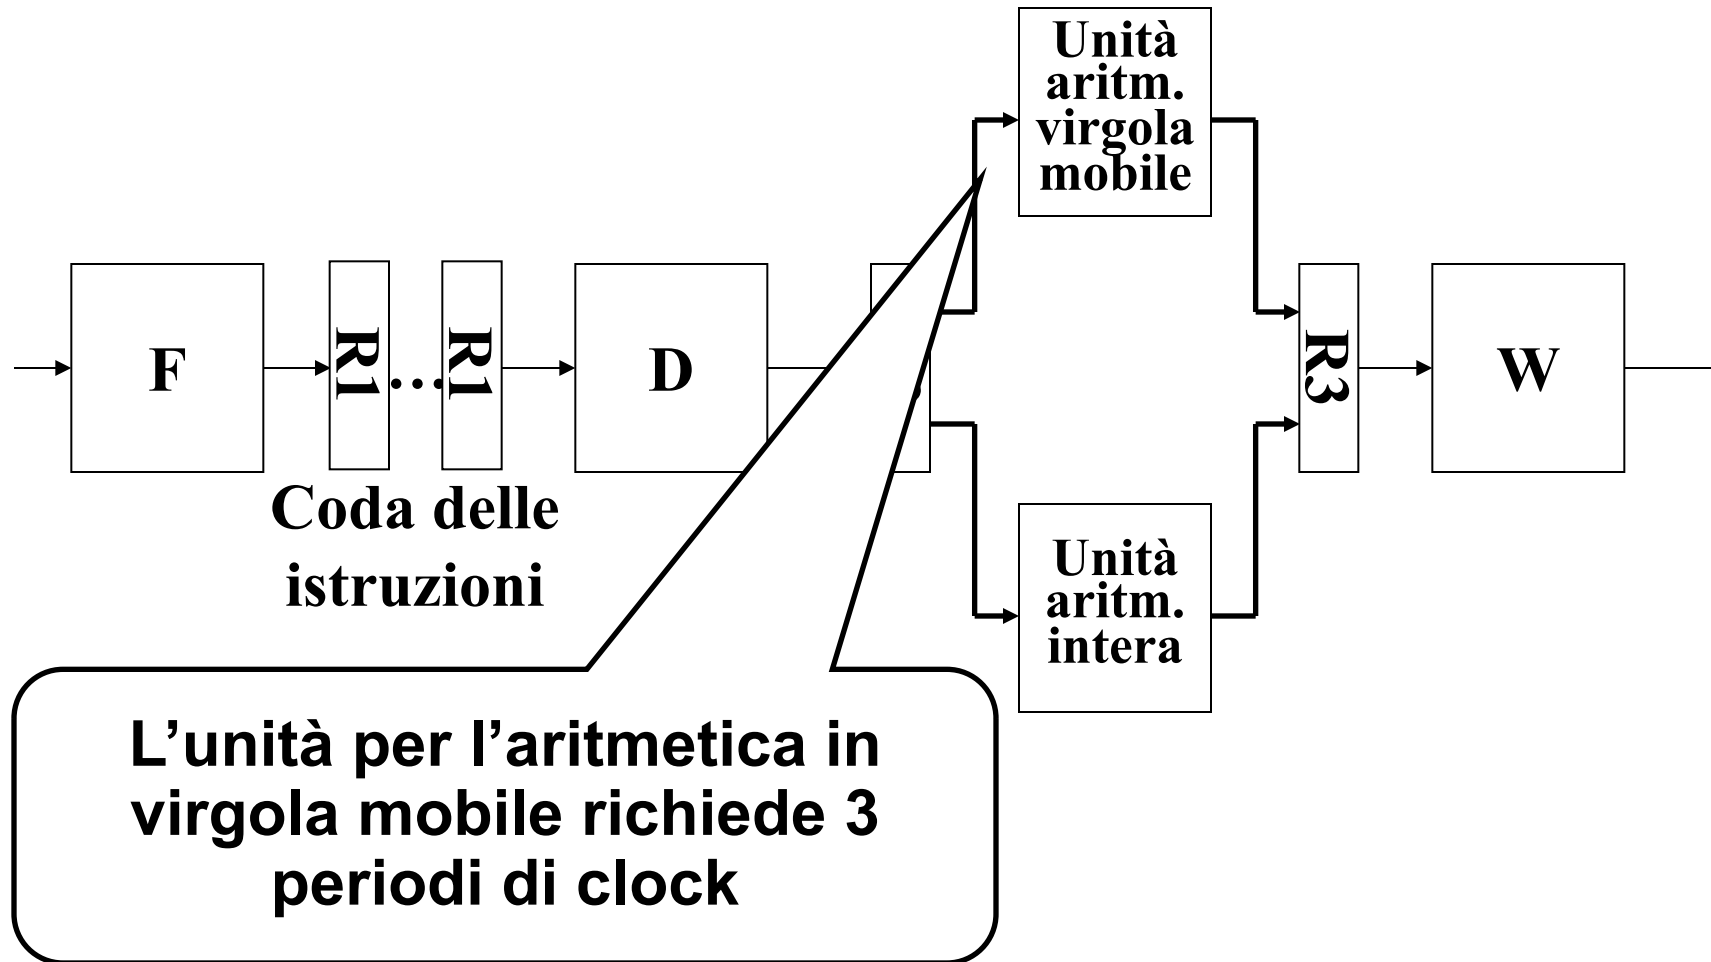 Unità
aritm.
virgola
mobile
F
R1
...
R1
D
R3
W
Coda delle
istruzioni
Unità
aritm.
intera
L’unità per l’aritmetica in
virgola mobile richiede 3
periodi di clock